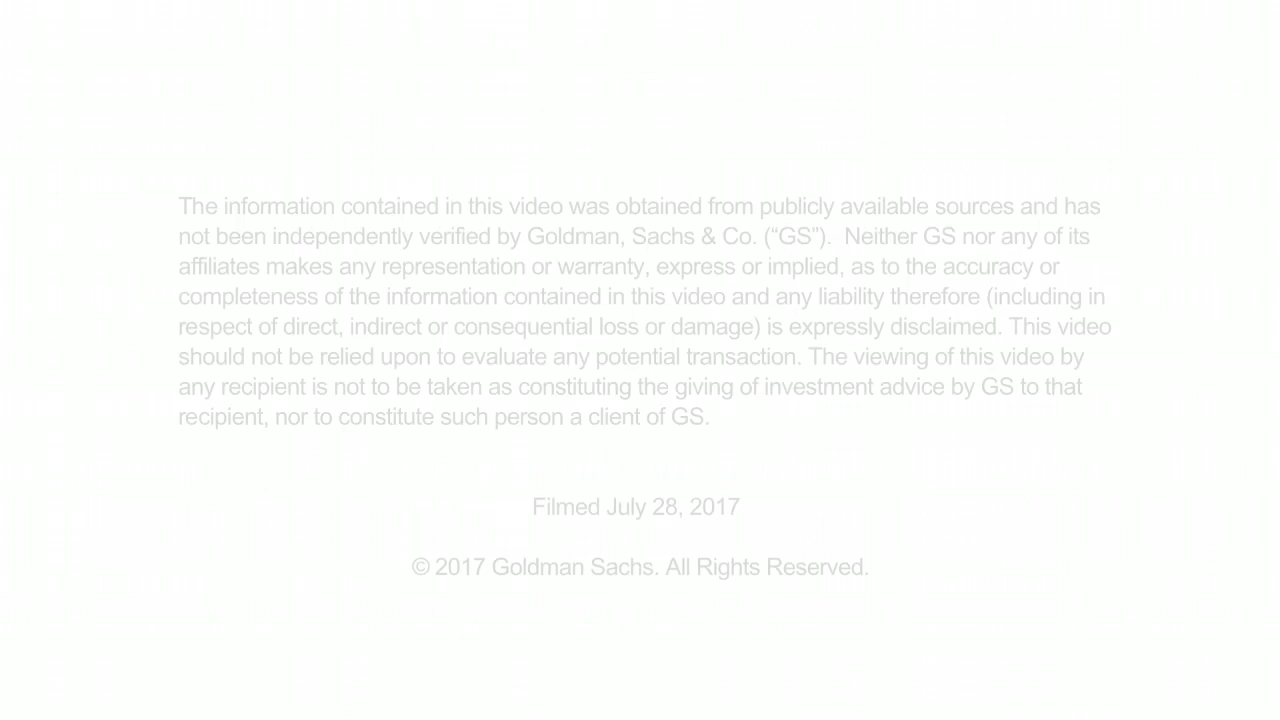 The information contained in this video was obtained from publicly available sources and has
not been independently verified by Goldman, Sachs & Co. (“GS”).  Neither GS nor any of its
affiliates makes any representation or warranty, express or implied, as to the accuracy or
completeness of the information contained in this video and any liability therefore (including in
respect of direct, indirect or consequential loss or damage) is expressly disclaimed. This video
should not be relied upon to evaluate any potential transaction. The viewing of this video by
any recipient is not to be taken as constituting the giving of investment advice by GS to that
recipient, nor to constitute such person a client of GS.
Filmed July 28, 2017
© 2017 Goldman Sachs. All Rights Reserved.